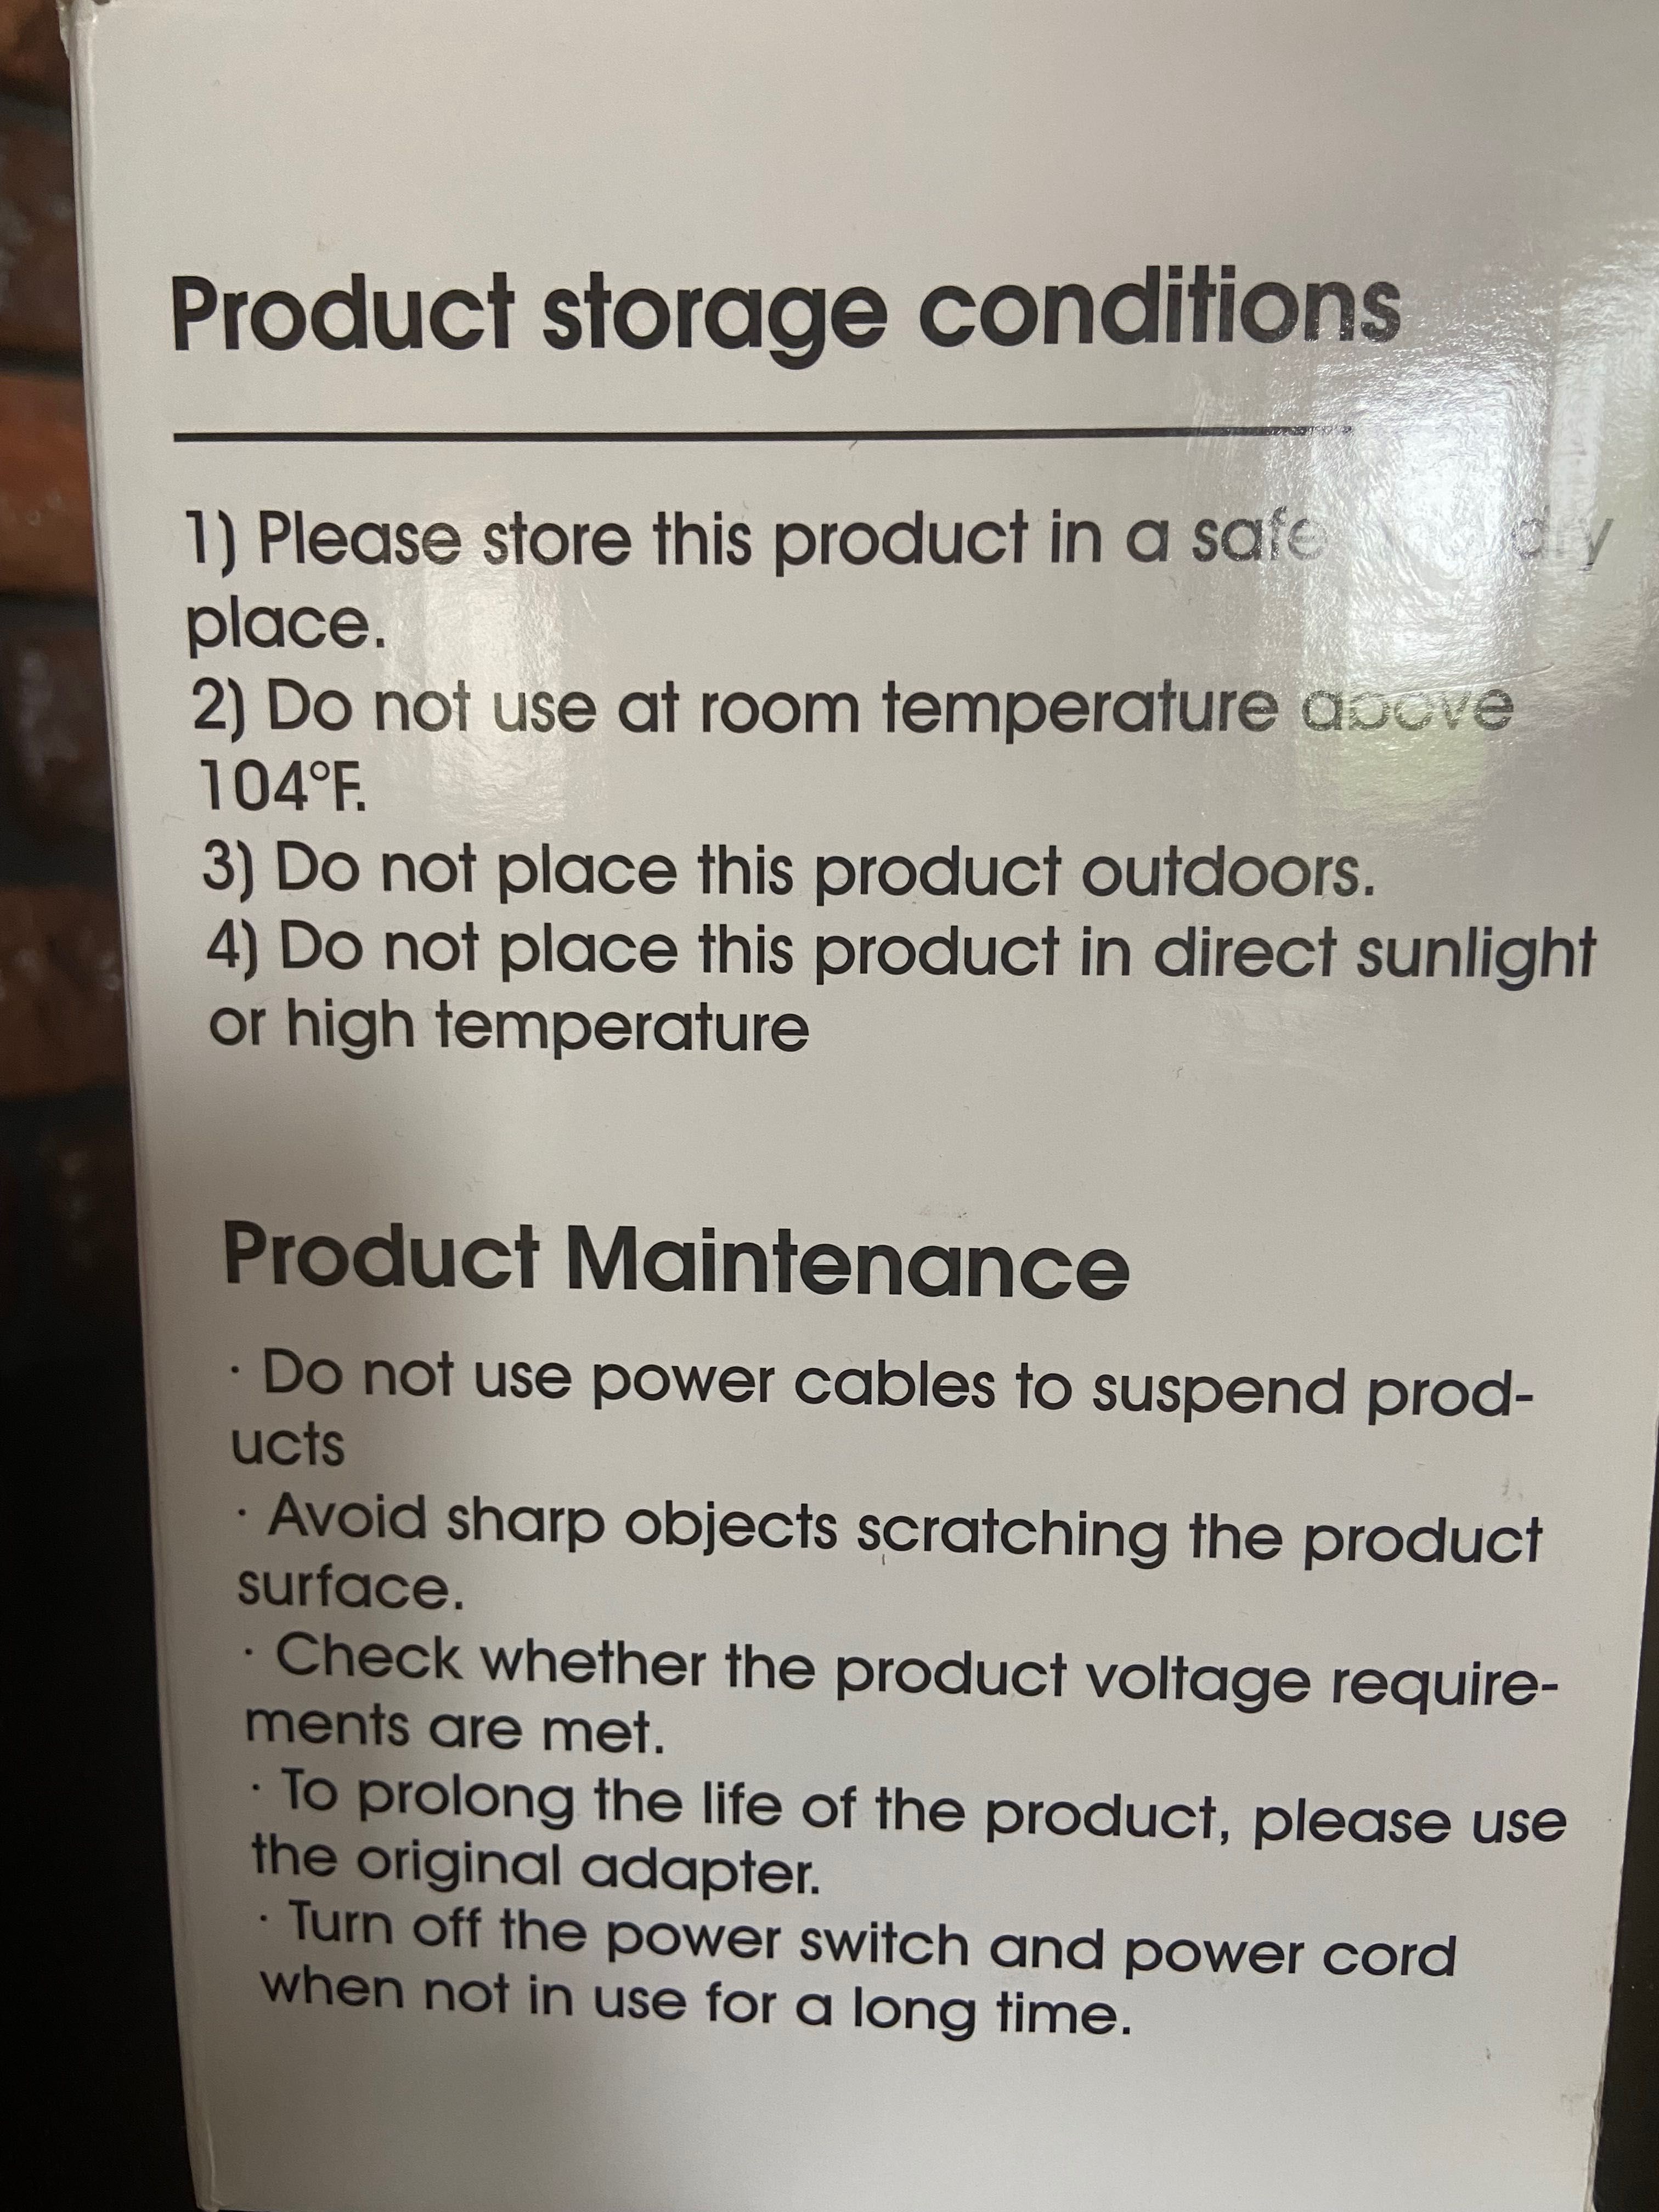 Product storage conditions
1) Please store this product in a safe dry
place.
2) Do not use at room temperature above
104°F.
3) Do not place this product outdoors.
4) Do not place this product in direct sunlight
or high temperature
Product Maintenance
· Do not use power cables to suspend prod-
ucts
· Avoid sharp objects scratching the product
surface.
· Check whether the product voltage require-
ments are met.
· To prolong the life of the product, please use
the original adapter.
· Turn off the power switch and power cord
when not in use for a long time.